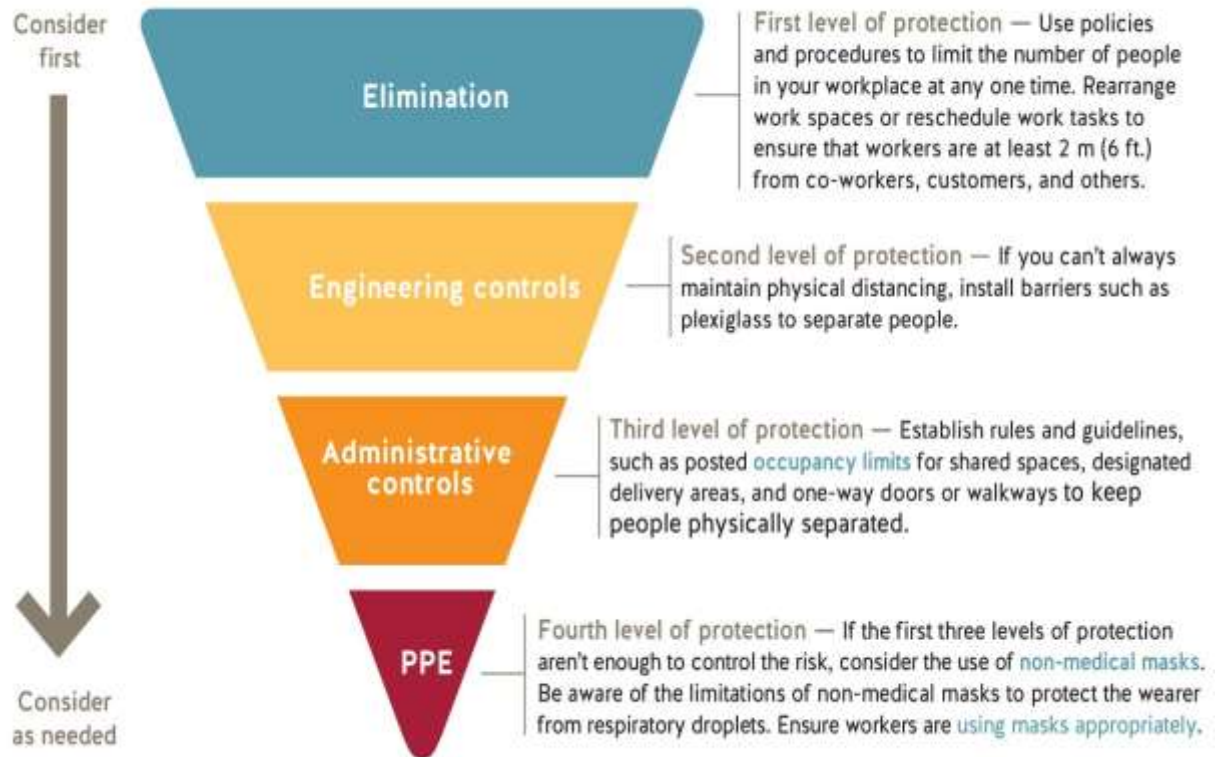 Consider
first
Elimination
First level of protection — Use policies
and procedures to limit the number of people
in your workplace at any one time. Rearrange
work spaces or reschedule work tasks to
ensure that workers are at least 2 m (6 ft.)
from co-workers, customers, and others.
Engineering controls
Second level of protection — If you can't always
maintain physical distancing, install barriers such as
plexiglass to separate people.
Administrative
controls
Third level of protection — Establish rules and guidelines,
such as posted occupancy limits for shared spaces, designated
delivery areas, and one-way doors or walkways to keep
people physically separated.
PPE
Fourth level of protection — If the first three levels of protection
aren't enough to control the risk, consider the use of non-medical masks.
Be aware of the limitations of non-medical masks to protect the wearer
from respiratory droplets. Ensure workers are using masks appropriately.
Consider
as needed